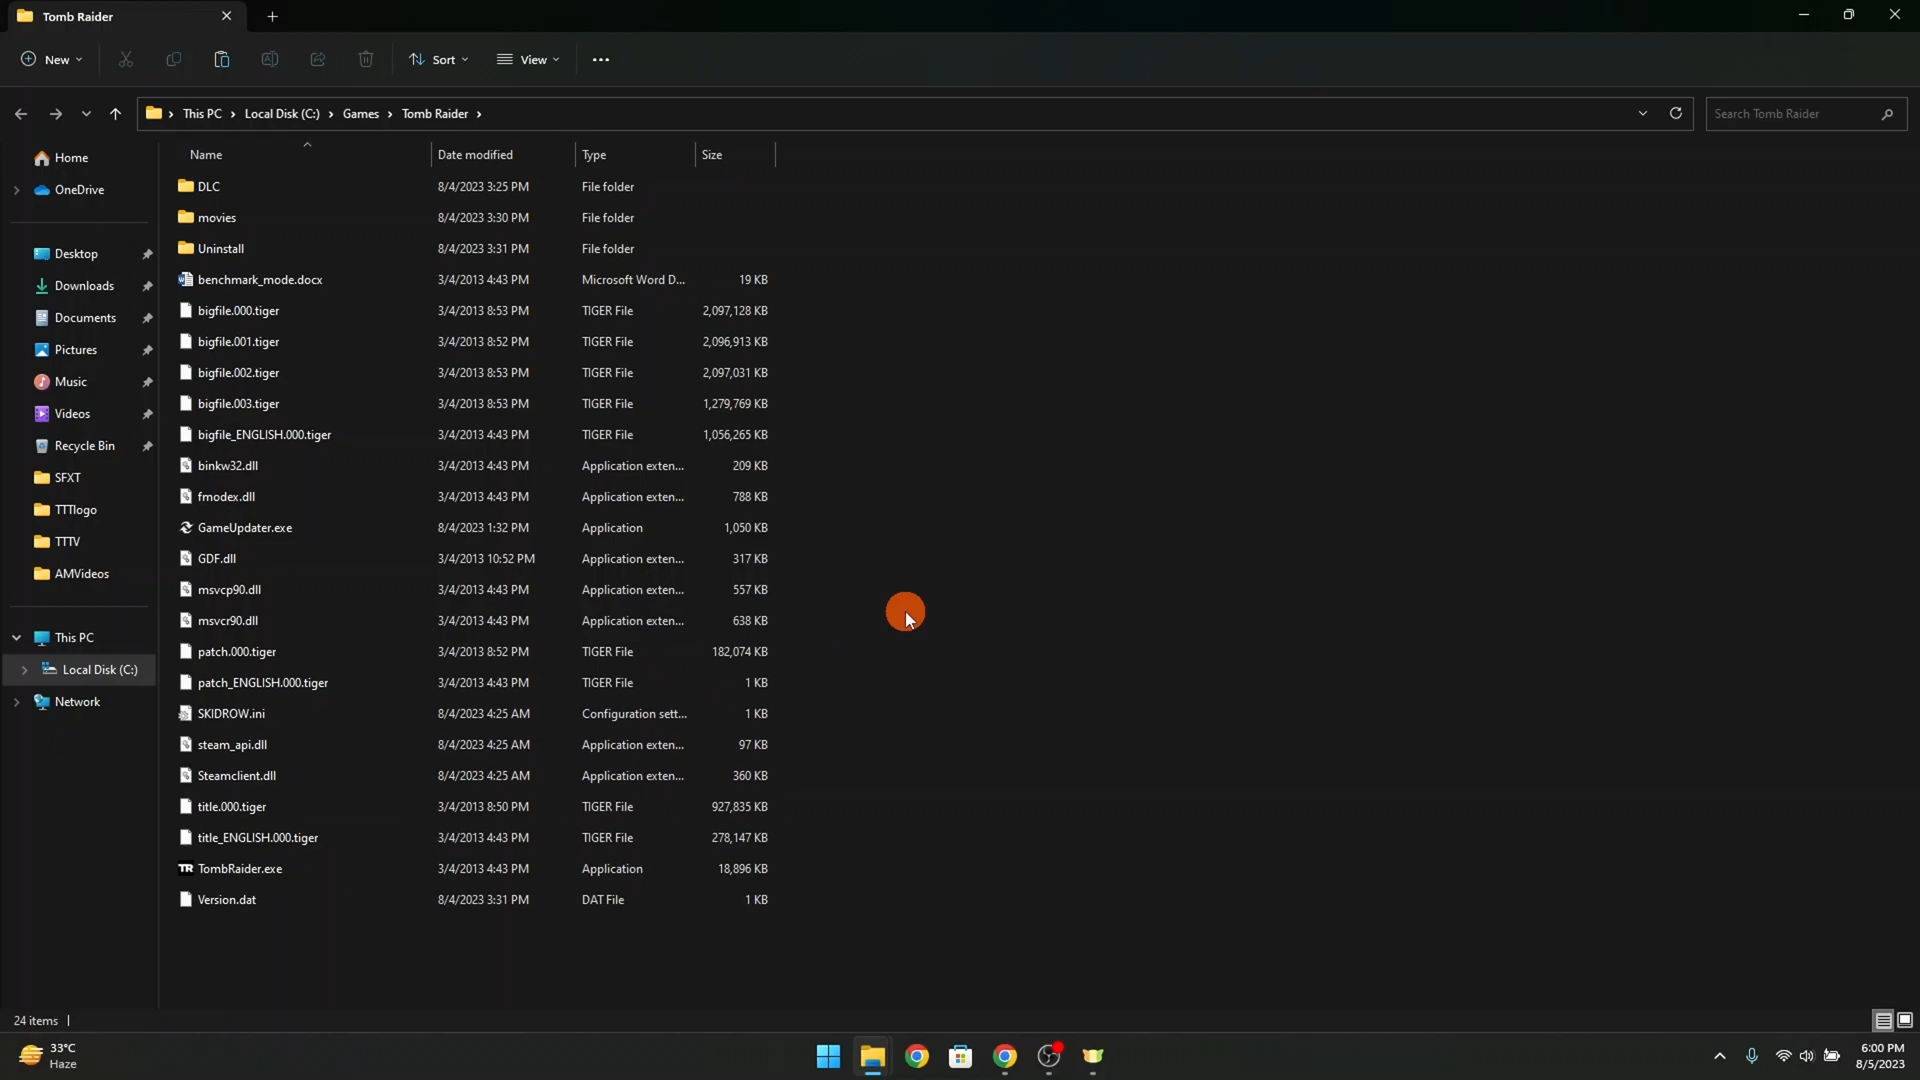 Tomb Raider
New
Sort
View
This PC > Local Disk (C:) > Games > Tomb Raider >
Search Tomb Raider
Home
OneDrive
Desktop
Downloads
Documents
Pictures
Music
Videos
Recycle Bin
SFXT
TTTlogo
TTTV
AMVideos
This PC
Local Disk (C:)
Network
Name Date modified Type Size
DLC 8/4/2023 3:25 PM File folder
movies 8/4/2023 3:30 PM File folder
Uninstall 8/4/2023 3:31 PM File folder
benchmark_mode.docx 3/4/2013 4:43 PM Microsoft Word D... 19 KB
bigfile.000.tiger 3/4/2013 8:53 PM TIGER File 2,097,128 KB
bigfile.001.tiger 3/4/2013 8:52 PM TIGER File 2,096,913 KB
bigfile.002.tiger 3/4/2013 8:53 PM TIGER File 2,097,031 KB
bigfile.003.tiger 3/4/2013 8:53 PM TIGER File 1,279,769 KB
bigfile_ENGLISH.000.tiger 3/4/2013 4:43 PM TIGER File 1,056,265 KB
binkw32.dll 3/4/2013 4:43 PM Application exten... 209 KB
fmodex.dll 3/4/2013 4:43 PM Application exten... 788 KB
GameUpdater.exe 8/4/2023 1:32 PM Application 1,050 KB
GDF.dll 3/4/2013 10:52 PM Application exten... 317 KB
msvcp90.dll 3/4/2013 4:43 PM Application exten... 557 KB
msvcr90.dll 3/4/2013 4:43 PM Application exten... 638 KB
patch.000.tiger 3/4/2013 8:52 PM TIGER File 182,074 KB
patch_ENGLISH.000.tiger 3/4/2013 4:43 PM TIGER File 1 KB
SKIDROW.ini 8/4/2023 4:25 AM Configuration sett... 1 KB
steam_api.dll 8/4/2023 4:25 AM Application exten... 97 KB
Steamclient.dll 8/4/2023 4:25 AM Application exten... 360 KB
title.000.tiger 3/4/2013 8:50 PM TIGER File 927,835 KB
title_ENGLISH.000.tiger 3/4/2013 4:43 PM TIGER File 278,147 KB
TR TombRaider.exe 3/4/2013 4:43 PM Application 18,896 KB
Version.dat 8/4/2023 3:31 PM DAT File 1 KB
24 items
33°C
Haze
6:00 PM
8/5/2023